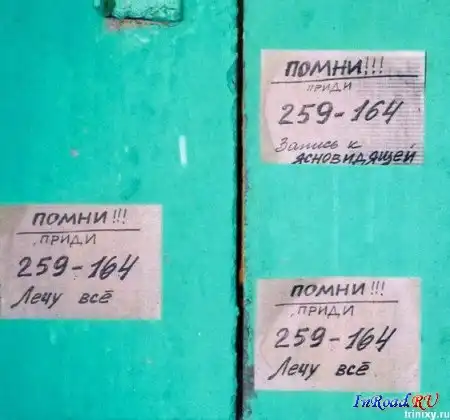 ПОМНИ!!!
ПРИДИ
259-164
Запись к
ясновидящей
ПОМНИ!!!
ПРИДИ
259-164
Лечу всё
ПОМНИ!!!
ПРИДИ
259-164
Лечу всё
InRoad.RU
trinixy.ru